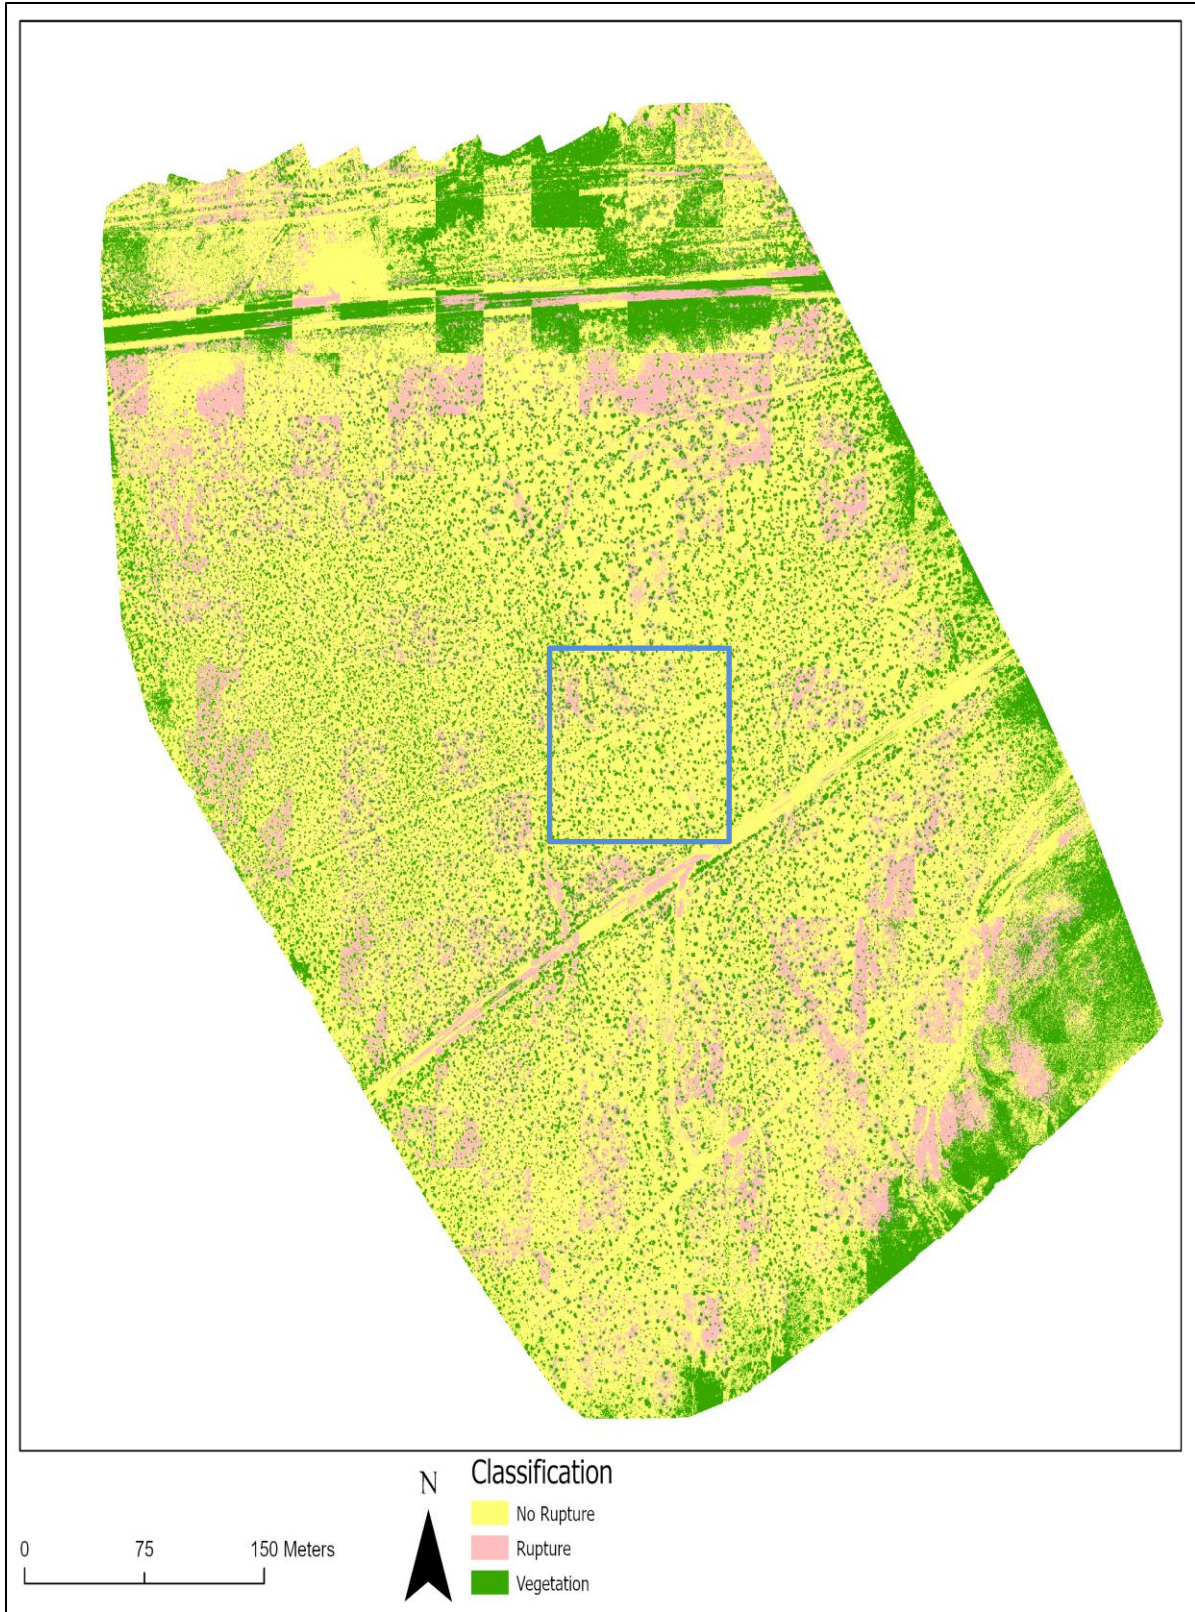 N
Classification
No Rupture
Rupture
Vegetation
0 75 150 Meters